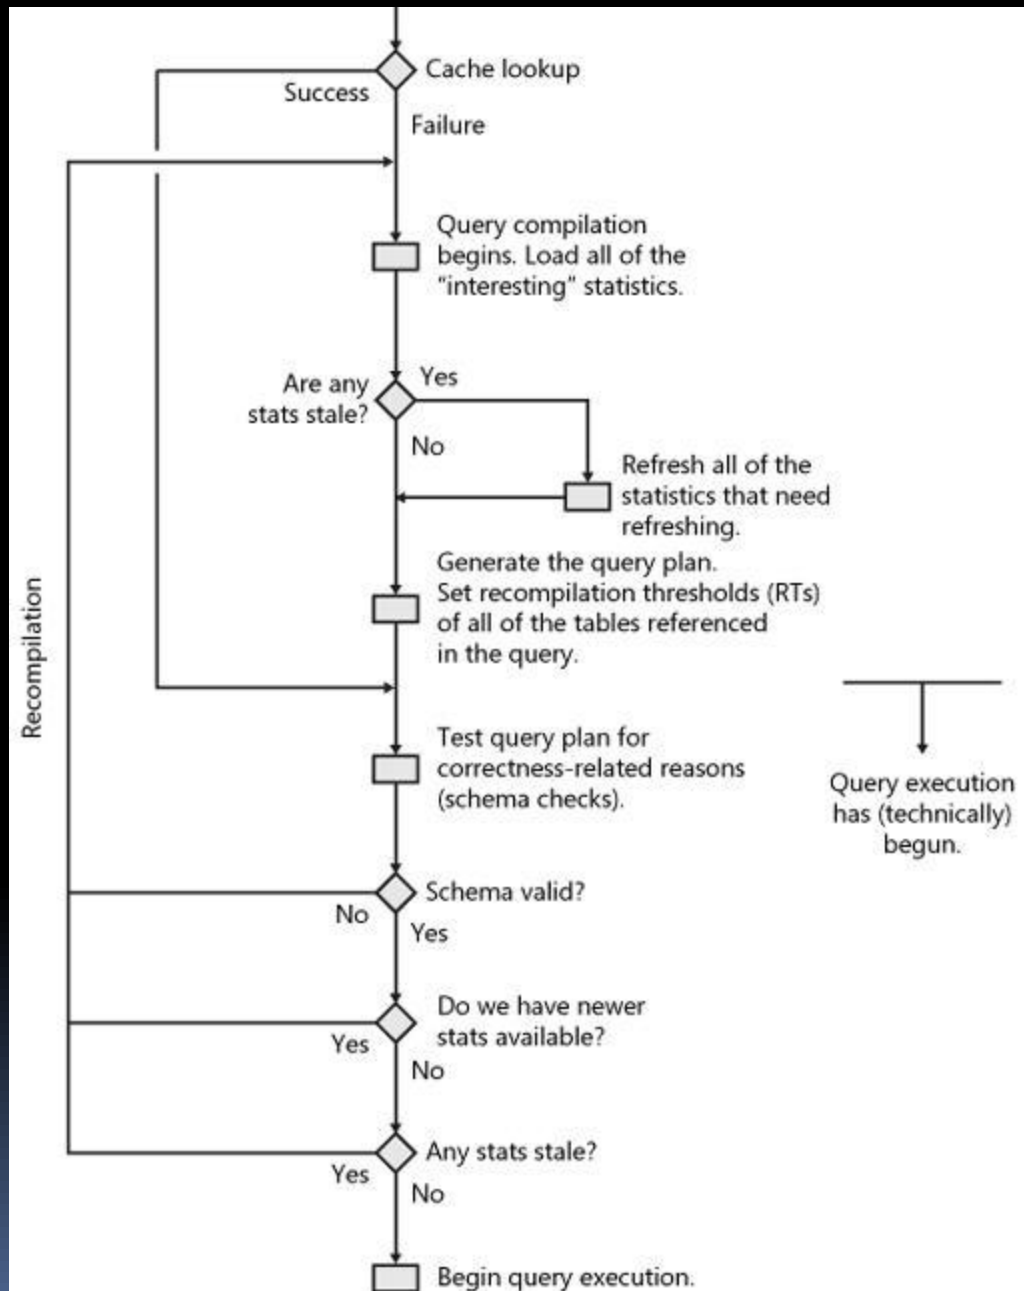 Cache lookup
Success
Failure
Query compilation
begins. Load all of the
"interesting" statistics.
Are any
stats stale?
Yes
No
Refresh all of the
statistics that need
refreshing.
Generate the query plan.
Set recompilation thresholds (RTs)
of all of the tables referenced
in the query.
Recompilation
Test query plan for
correctness-related reasons
(schema checks).
Query execution
has (technically)
begun.
Schema valid?
No
Yes
Do we have newer
stats available?
Yes
No
Any stats stale?
Yes
No
Begin query execution.